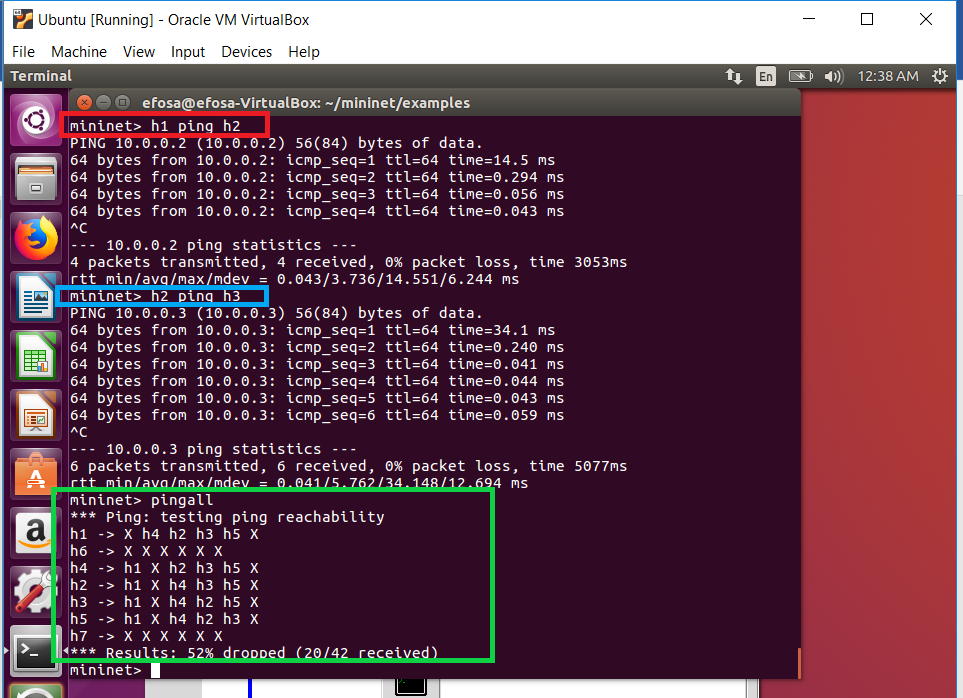 Ubuntu [Running] - Oracle VM VirtualBox
File Machine View Input Devices Help
Terminal En 12:38 AM
efosa@efosa-VirtualBox: ~/mininet/examples
mininet> h1 ping h2
PING 10.0.0.2 (10.0.0.2) 56(84) bytes of data.
64 bytes from 10.0.0.2: icmp_seq=1 ttl=64 time=14.5 ms
64 bytes from 10.0.0.2: icmp_seq=2 ttl=64 time=0.294 ms
64 bytes from 10.0.0.2: icmp_seq=3 ttl=64 time=0.056 ms
64 bytes from 10.0.0.2: icmp_seq=4 ttl=64 time=0.043 ms
^C
--- 10.0.0.2 ping statistics ---
4 packets transmitted, 4 received, 0% packet loss, time 3053ms
rtt min/avg/max/mdev = 0.043/3.736/14.551/6.244 ms
mininet> h2 ping h3
PING 10.0.0.3 (10.0.0.3) 56(84) bytes of data.
64 bytes from 10.0.0.3: icmp_seq=1 ttl=64 time=34.1 ms
64 bytes from 10.0.0.3: icmp_seq=2 ttl=64 time=0.240 ms
64 bytes from 10.0.0.3: icmp_seq=3 ttl=64 time=0.041 ms
64 bytes from 10.0.0.3: icmp_seq=4 ttl=64 time=0.044 ms
64 bytes from 10.0.0.3: icmp_seq=5 ttl=64 time=0.043 ms
64 bytes from 10.0.0.3: icmp_seq=6 ttl=64 time=0.059 ms
^C
--- 10.0.0.3 ping statistics ---
6 packets transmitted, 6 received, 0% packet loss, time 5077ms
rtt min/avg/max/mdev = 0.041/5.762/34.148/12.694 ms
mininet> pingall
*** Ping: testing ping reachability
h1 -> X h4 h2 h3 h5 X
h6 -> X X X X X X
h4 -> h1 X h2 h3 h5 X
h2 -> h1 X h4 h3 h5 X
h3 -> h1 X h4 h2 h5 X
h5 -> h1 X h4 h2 h3 X
h7 -> X X X X X X
*** Results: 52% dropped (20/42 received)
mininet>